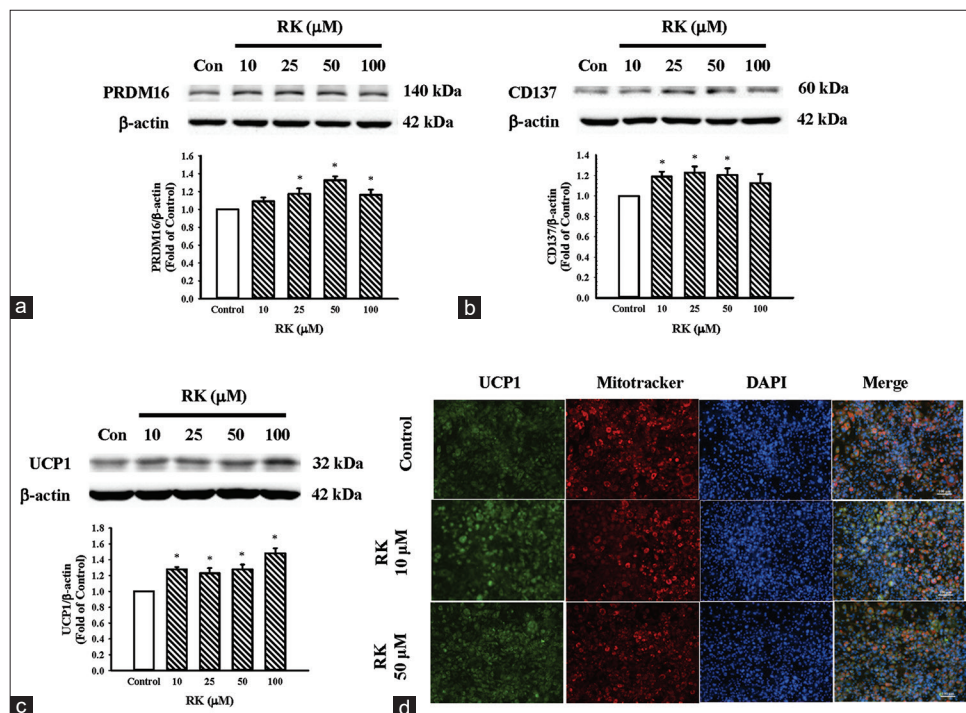 RK (μM)
Con 10 25 50 100
PRDM16 140 kDa
β-actin 42 kDa
1.6
1.4
1.2
1.0
0.8
0.6
0.4
0.2
0.0
PRDM16/β-actin
(Fold of Control)
* * *
Control 10 25 50 100
RK (μM)
a
RK (μM)
Con 10 25 50 100
CD137 60 kDa
β-actin 42 kDa
1.4
1.2
1.0
0.8
0.6
0.4
0.2
0.0
CD137/β-actin
(Fold of Control)
* * *
Control 10 25 50 100
RK (μM)
b
RK (μM)
Con 10 25 50 100
UCP1 32 kDa
β-actin 42 kDa
1.8
1.6
1.4
1.2
1.0
0.8
0.6
0.4
0.2
0.0
UCP1/β-actin
(Fold of Control)
* * * *
Control 10 25 50 100
RK (μM)
c
UCP1 Mitotracker DAPI Merge
Control
RK
10 μM
RK
50 μM
d